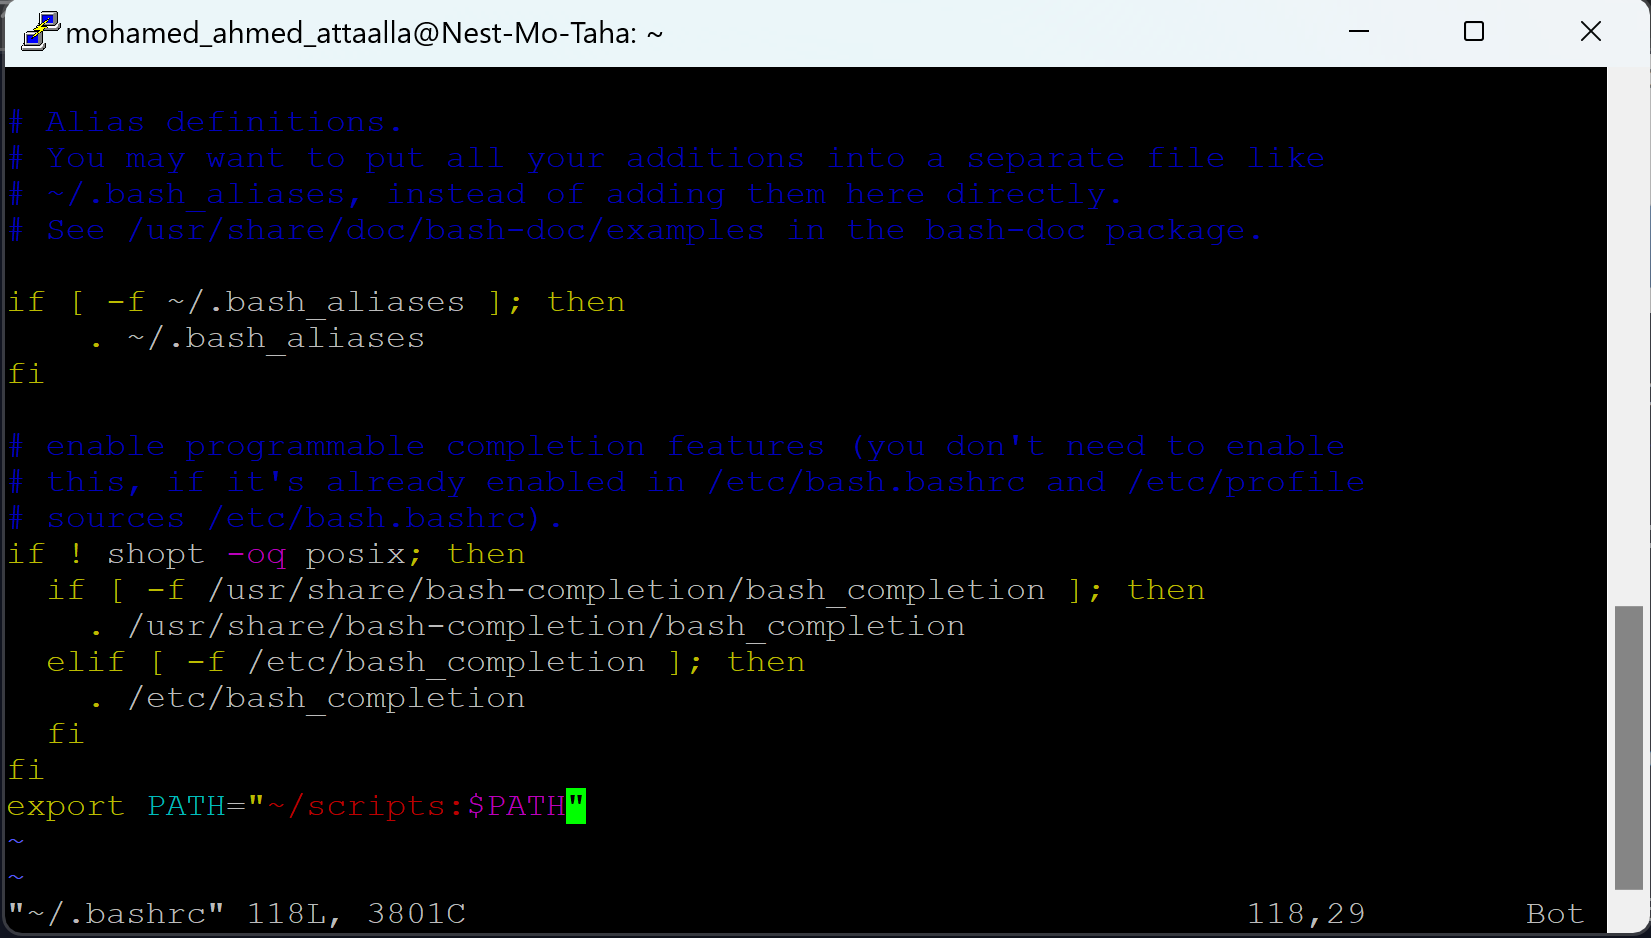 mohamed_ahmed_attaalla@Nest-Mo-Taha: ~
# Alias definitions.
# You may want to put all your additions into a separate file like
# ~/.bash_aliases, instead of adding them here directly.
# See /usr/share/doc/bash-doc/examples in the bash-doc package.
if [ -f ~/.bash_aliases ]; then
    . ~/.bash_aliases
fi
# enable programmable completion features (you don't need to enable
# this, if it's already enabled in /etc/bash.bashrc and /etc/profile
# sources /etc/bash.bashrc).
if ! shopt -oq posix; then
  if [ -f /usr/share/bash-completion/bash_completion ]; then
    . /usr/share/bash-completion/bash_completion
  elif [ -f /etc/bash_completion ]; then
    . /etc/bash_completion
  fi
fi
export PATH="~/scripts:$PATH"
~
~
"~/.bashrc" 118L, 3801C 118,29 Bot